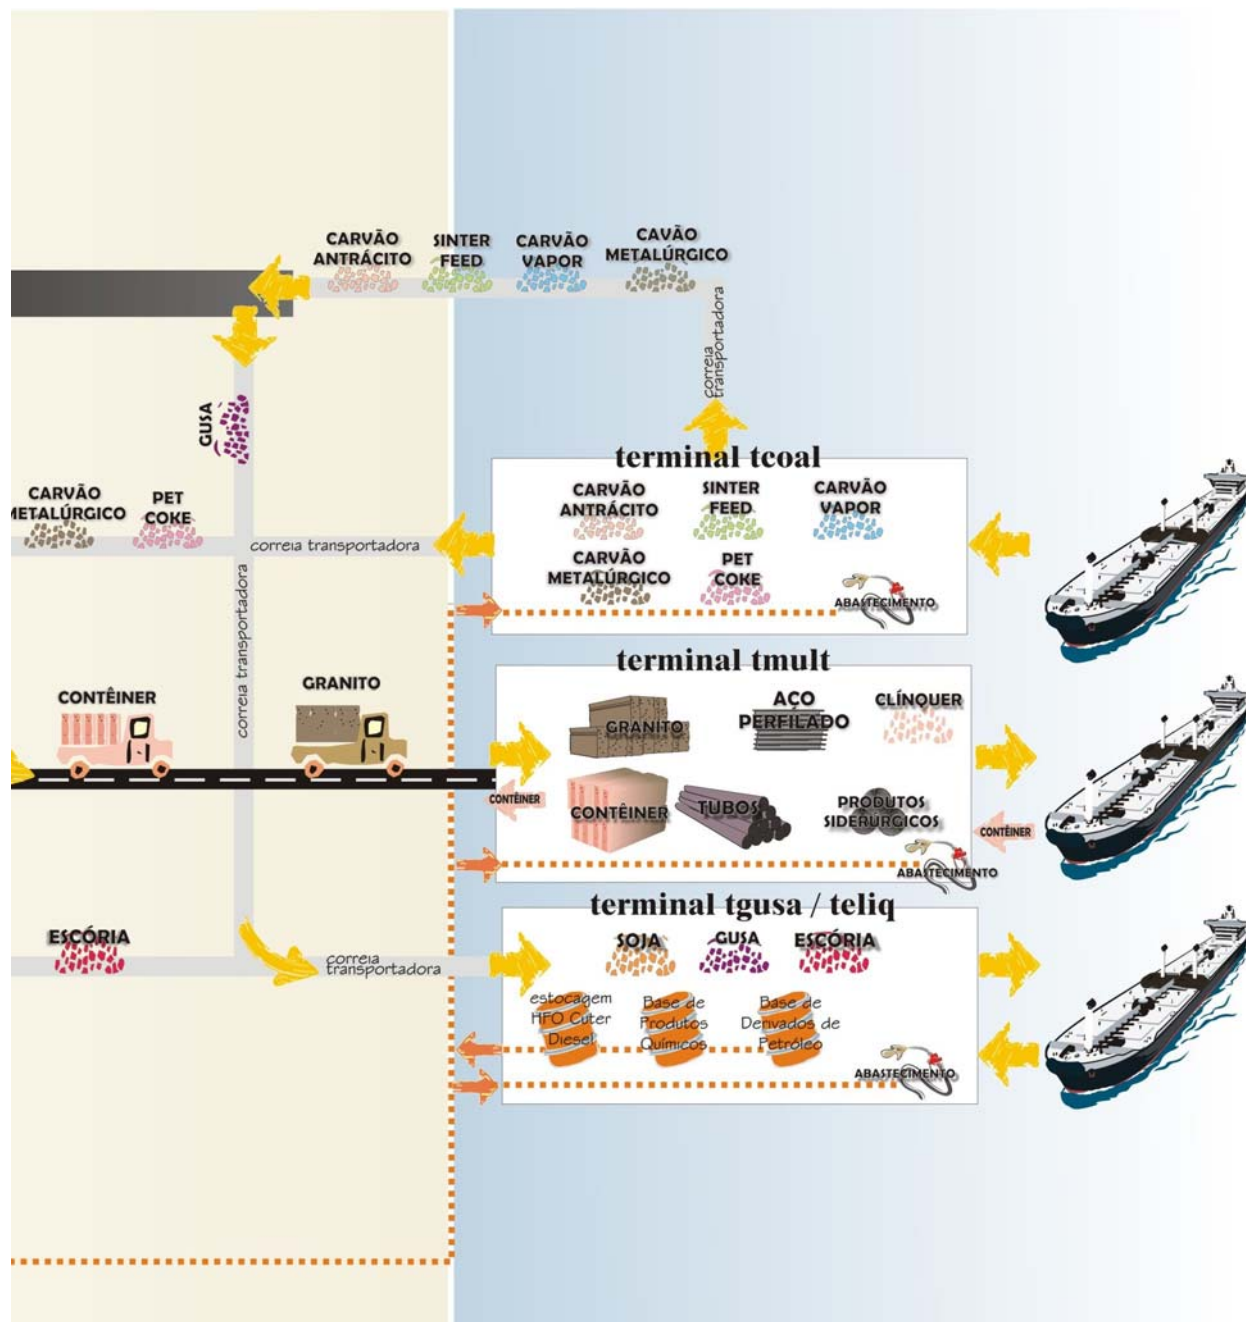 CARVÃO
ANTRÁCITO
SINTER
FEED
CARVÃO
VAPOR
CAVÃO
METALÚRGICO
correia
transportadora
GUSA
CARVÃO
METALÚRGICO
PET
COKE
correia transportadora
correia transportadora
terminal tcoal
CARVÃO
ANTRÁCITO
SINTER
FEED
CARVÃO
VAPOR
CARVÃO
METALÚRGICO
PET
COKE
ABASTECIMENTO
CONTÊINER
GRANITO
terminal tmult
GRANITO
AÇO
PERFILADO
CLÍNQUER
CONTÊINER
CONTÊINER
TUBOS
PRODUTOS
SIDERÚRGICOS
CONTÊINER
ABASTECIMENTO
ESCÓRIA
correia
transportadora
terminal tgusa / teliq
SOJA
GUSA
ESCÓRIA
estocagem
HFO Cuter
Diesel
Base de
Produtos
Químicos
Base de
Derivados de
Petróleo
ABASTECIMENTO